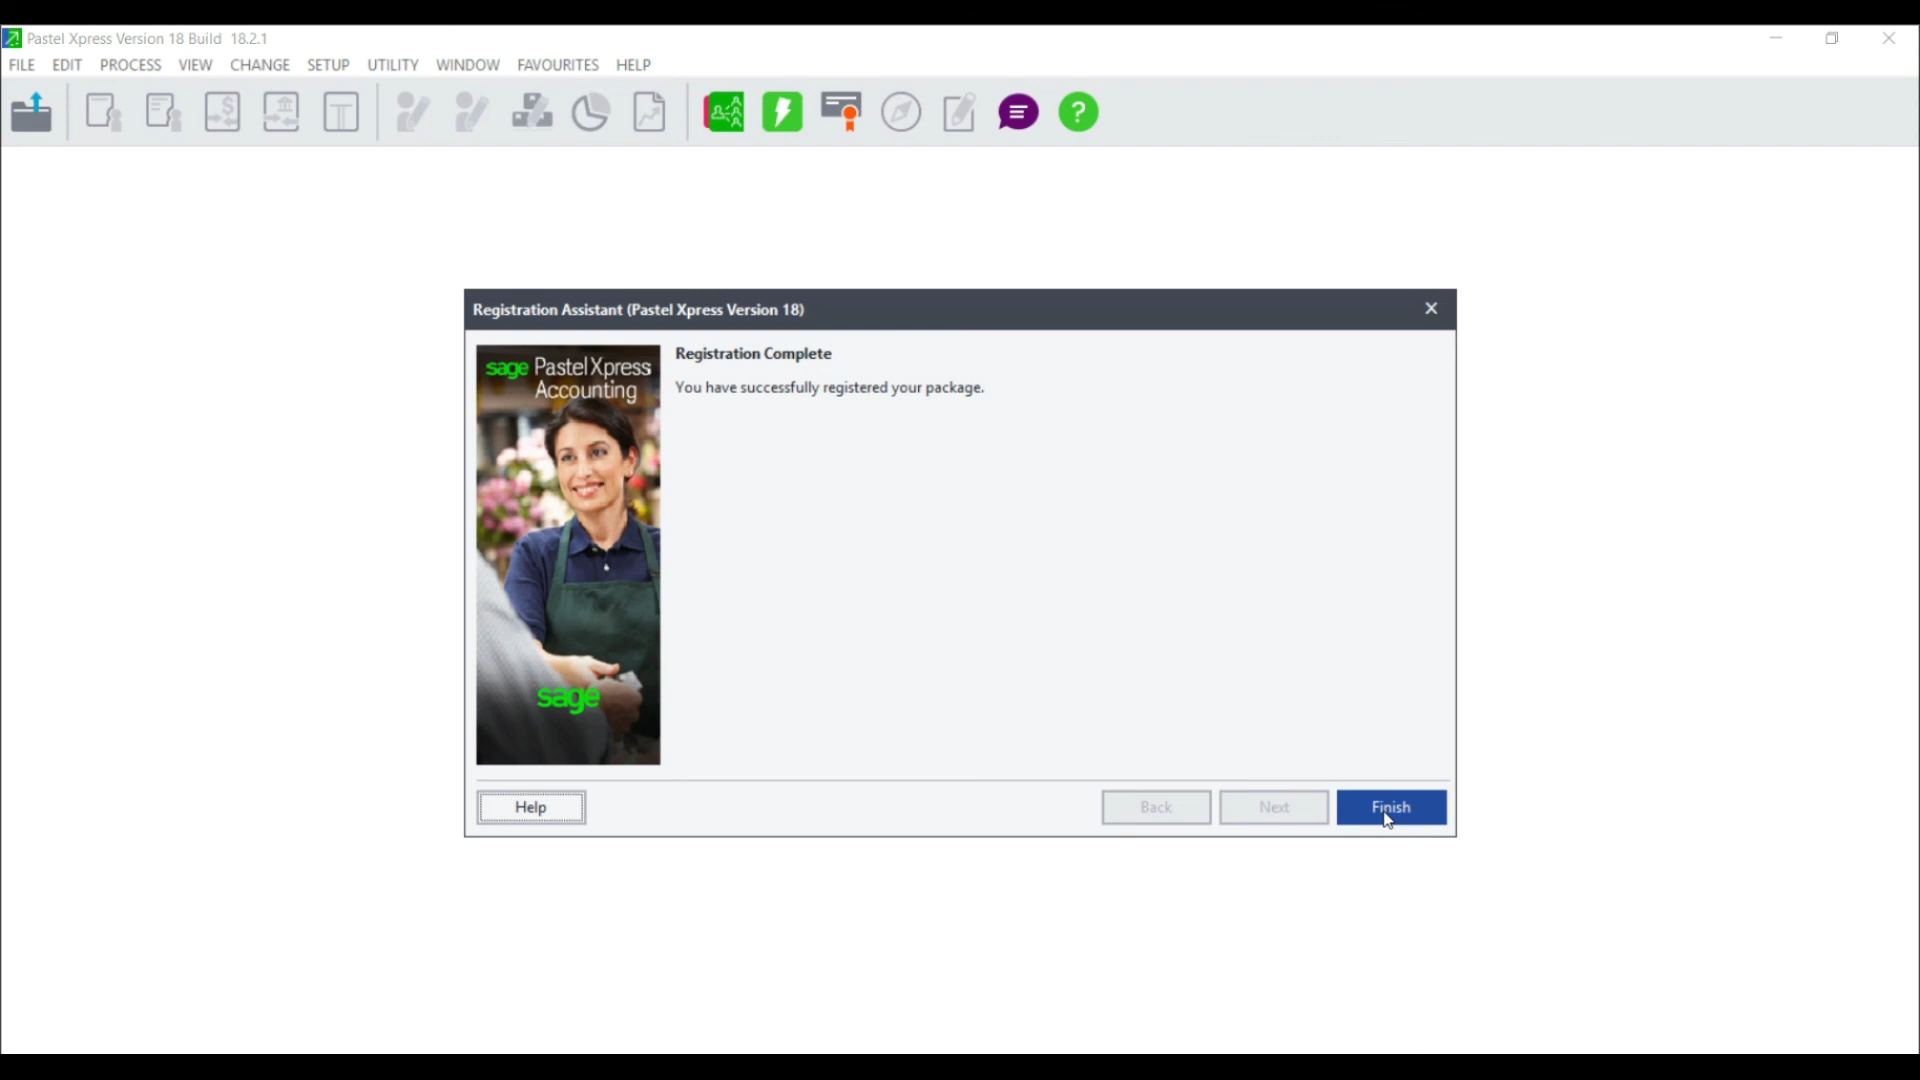 Pastel Xpress Version 18 Build 18.2.1
FILE EDIT PROCESS VIEW CHANGE SETUP UTILITY WINDOW FAVOURITES HELP
Registration Assistant (Pastel Xpress Version 18)
sage Pastel Xpress
Accounting
sage
Registration Complete
You have successfully registered your package.
Help
Back
Next
Finish